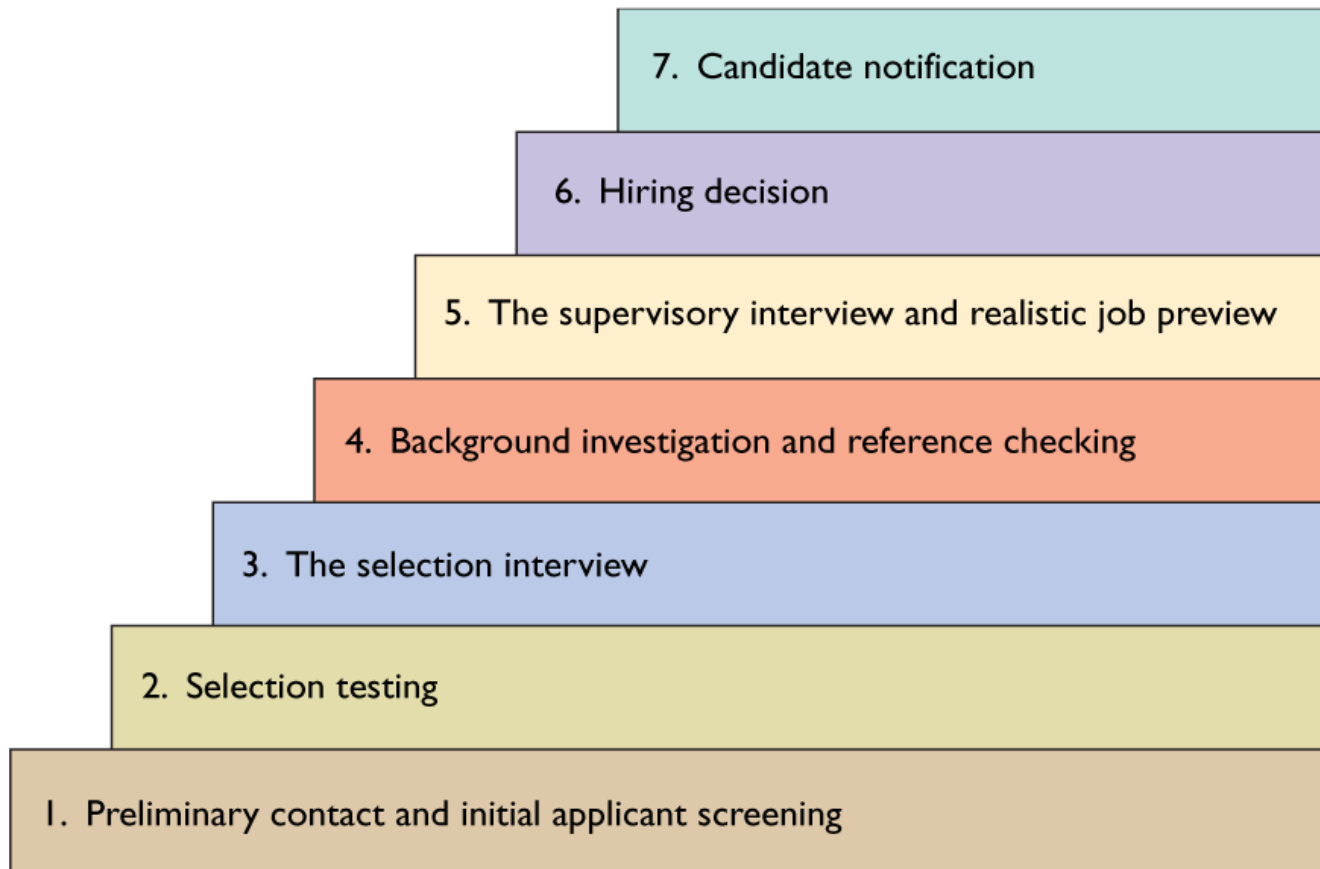 7. Candidate notification
6. Hiring decision
5. The supervisory interview and realistic job preview
4. Background investigation and reference checking
3. The selection interview
2. Selection testing
1. Preliminary contact and initial applicant screening